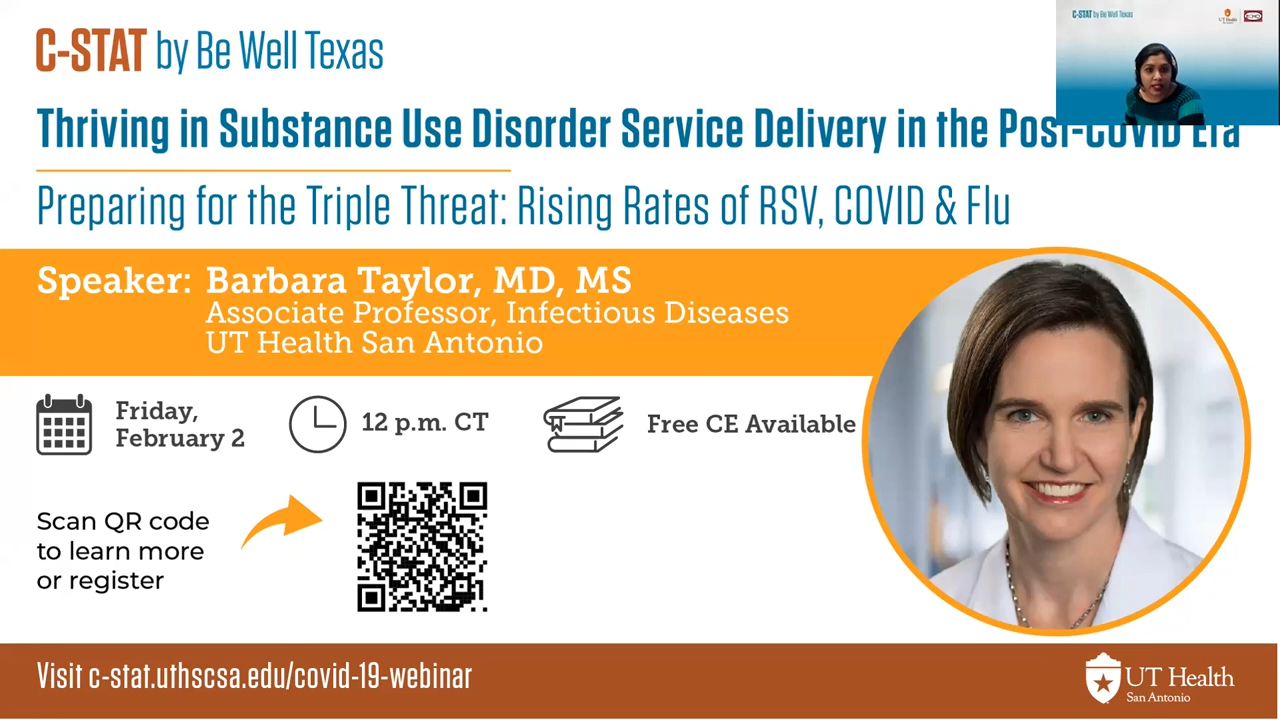 C-STAT by Be Well Texas
C-STAT by Be Well Texas
Thriving in Substance Use Disorder Service Delivery in the Post-COVID Era
Preparing for the Triple Threat: Rising Rates of RSV, COVID & Flu
Speaker: Barbara Taylor, MD, MS
Associate Professor, Infectious Diseases
UT Health San Antonio
Friday,
February 2
12 p.m. CT
Free CE Available
Scan QR code
to learn more
or register
Visit c-stat.uthscsa.edu/covid-19-webinar
UT Health
San Antonio